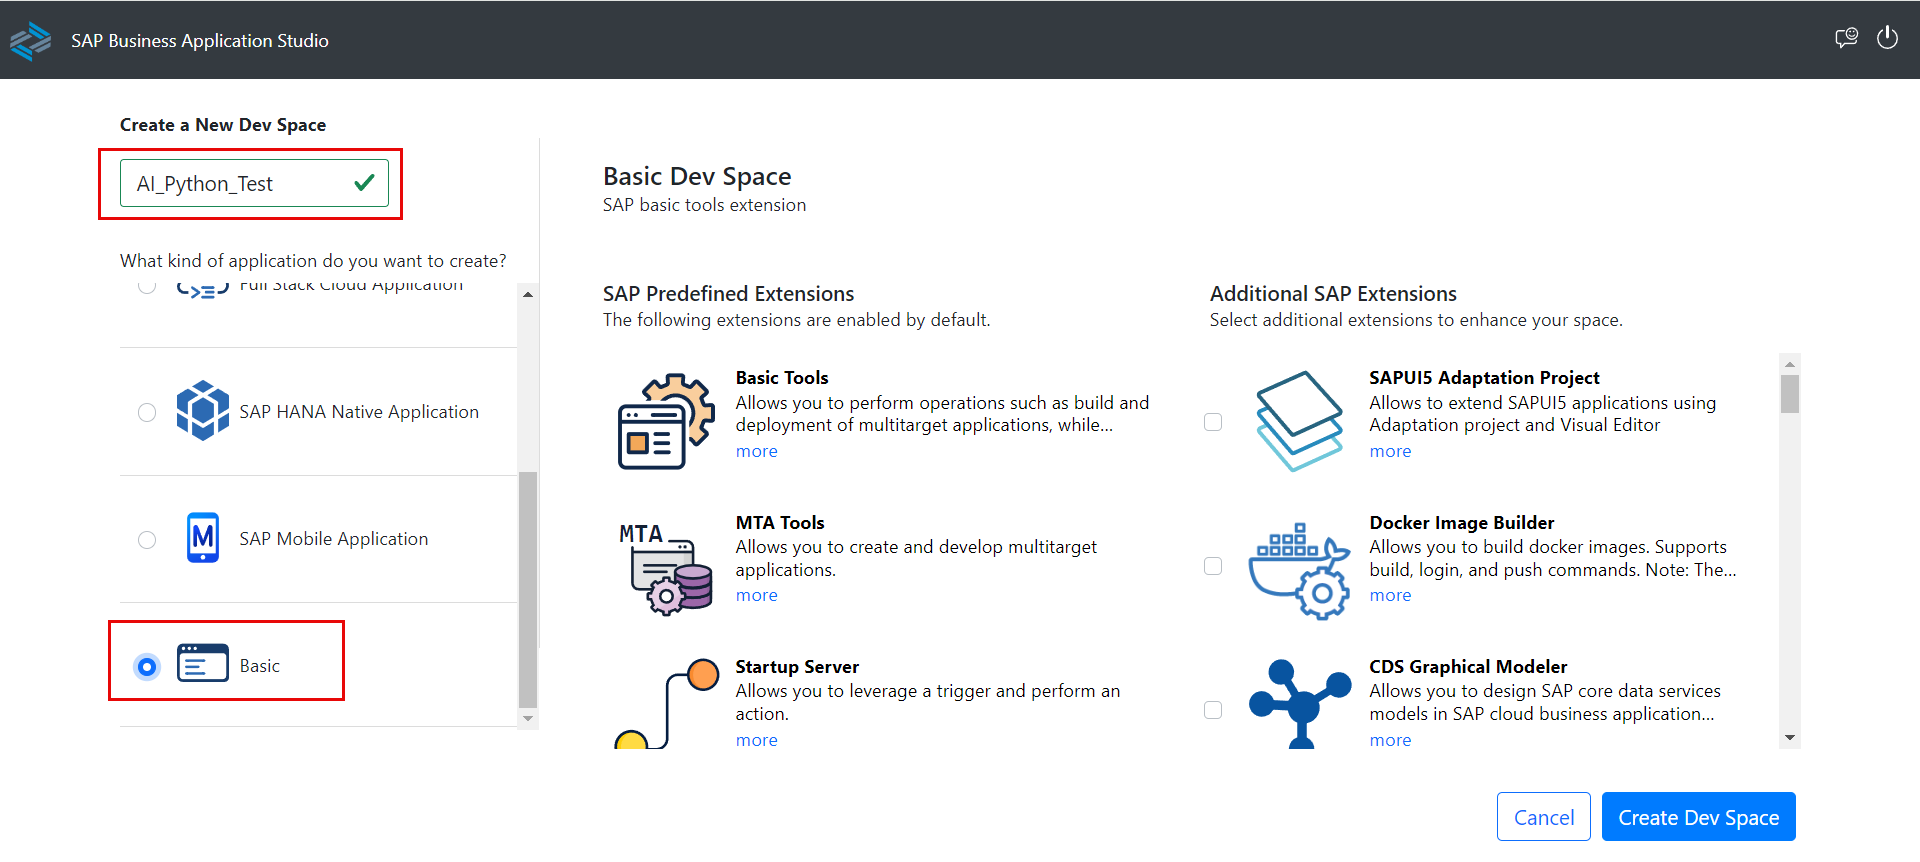 SAP Business Application Studio
Create a New Dev Space
AI_Python_Test
What kind of application do you want to create?
Full Stack Cloud Application
SAP HANA Native Application
M
SAP Mobile Application
Basic
Basic Dev Space
SAP basic tools extension
SAP Predefined Extensions
The following extensions are enabled by default.
Basic Tools
Allows you to perform operations such as build and
deployment of multitarget applications, while...
more
MTA
MTA Tools
Allows you to create and develop multitarget
applications.
more
Startup Server
Allows you to leverage a trigger and perform an
action.
more
Additional SAP Extensions
Select additional extensions to enhance your space.
SAPUI5 Adaptation Project
Allows to extend SAPUI5 applications using
Adaptation project and Visual Editor
more
Docker Image Builder
Allows you to build docker images. Supports
build, login, and push commands. Note: The...
more
CDS Graphical Modeler
Allows you to design SAP core data services
models in SAP cloud business application...
more
Cancel
Create Dev Space